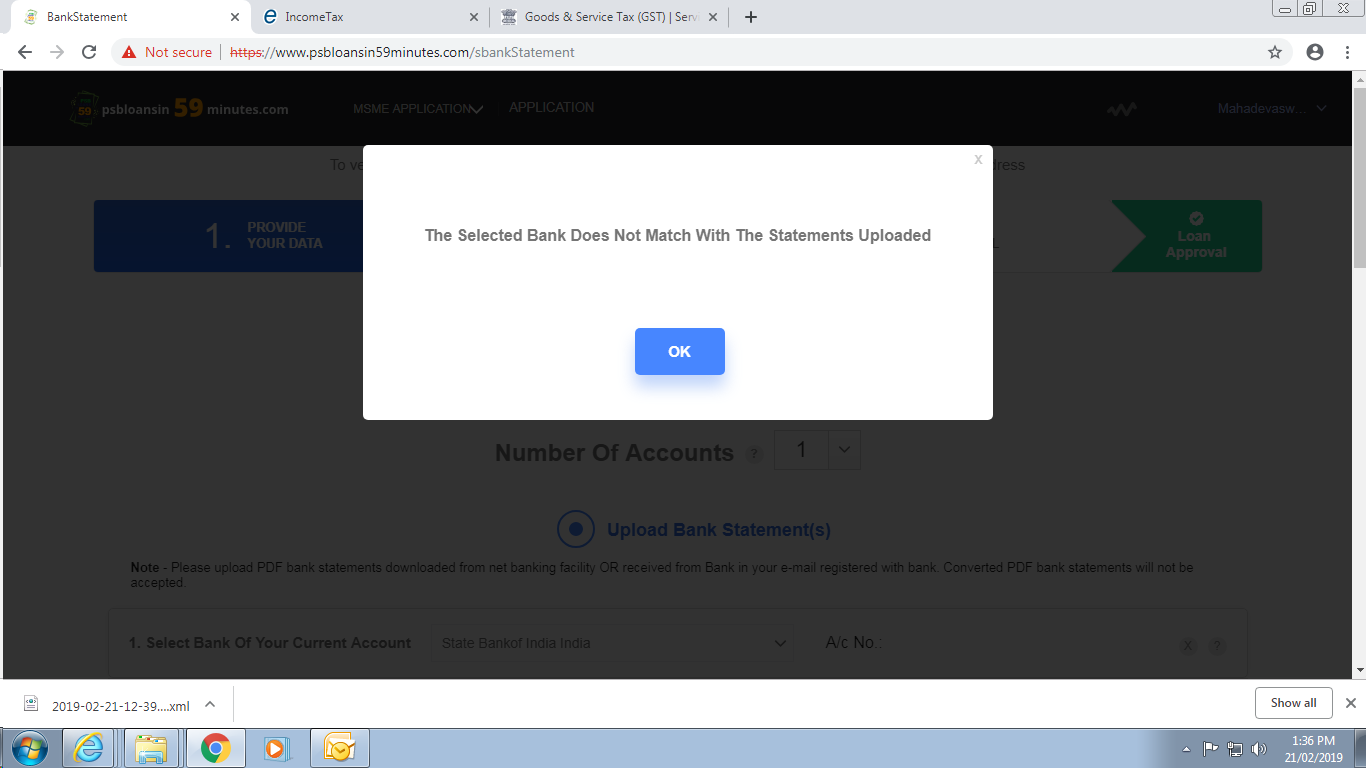 BankStatement
IncomeTax
Goods & Service Tax (GST) | Serv
Not secure
https://www.psbloansin59minutes.com/sbankStatement
59 psbloansin 59 minutes.com
MSME APPLICATION
APPLICATION
Mahadevasw...
To ve
dress
x
1. PROVIDE
YOUR DATA
The Selected Bank Does Not Match With The Statements Uploaded
L
Loan
Approval
OK
Number Of Accounts ? 1
Upload Bank Statement(s)
Note - Please upload PDF bank statements downloaded from net banking facility OR received from Bank in your e-mail registered with bank. Converted PDF bank statements will not be
accepted.
1. Select Bank Of Your Current Account State Bankof India India A/c No.: X ?
2019-02-21-12-39....xml
Show all
1:36 PM
21/02/2019